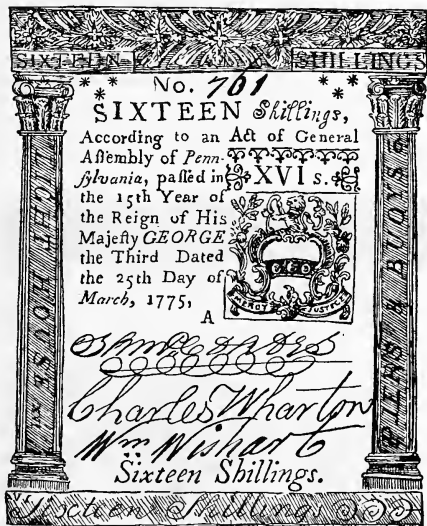 SIXTEEN SHILLINGS
No. 701
SIXTEEN Shillings,
According to an Act of General
Aſſembly of Penn-
ſylvania, paſſed in
XVI s.
the 15th Year of
the Reign of His
Majeſty GEORGE
the Third Dated
the 25th Day of
March, 1775,
A
MERCY JUSTICE
LIGHT HOUSE
PIERS & BUOYS
Charles Wharton
Wm Wishart
Sixteen Shillings.
Sixteen Shillings